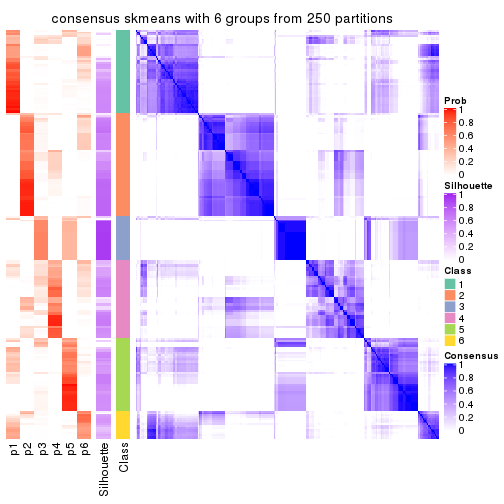 consensus skmeans with 6 groups from 250 partitions
p1
p2
p3
p4
p5
p6
Silhouette
Class
Prob
1
0.8
0.6
0.4
0.2
0
Silhouette
1
0.8
0.6
0.4
0.2
0
Class
1
2
3
4
5
6
Consensus
1
0.8
0.6
0.4
0.2
0